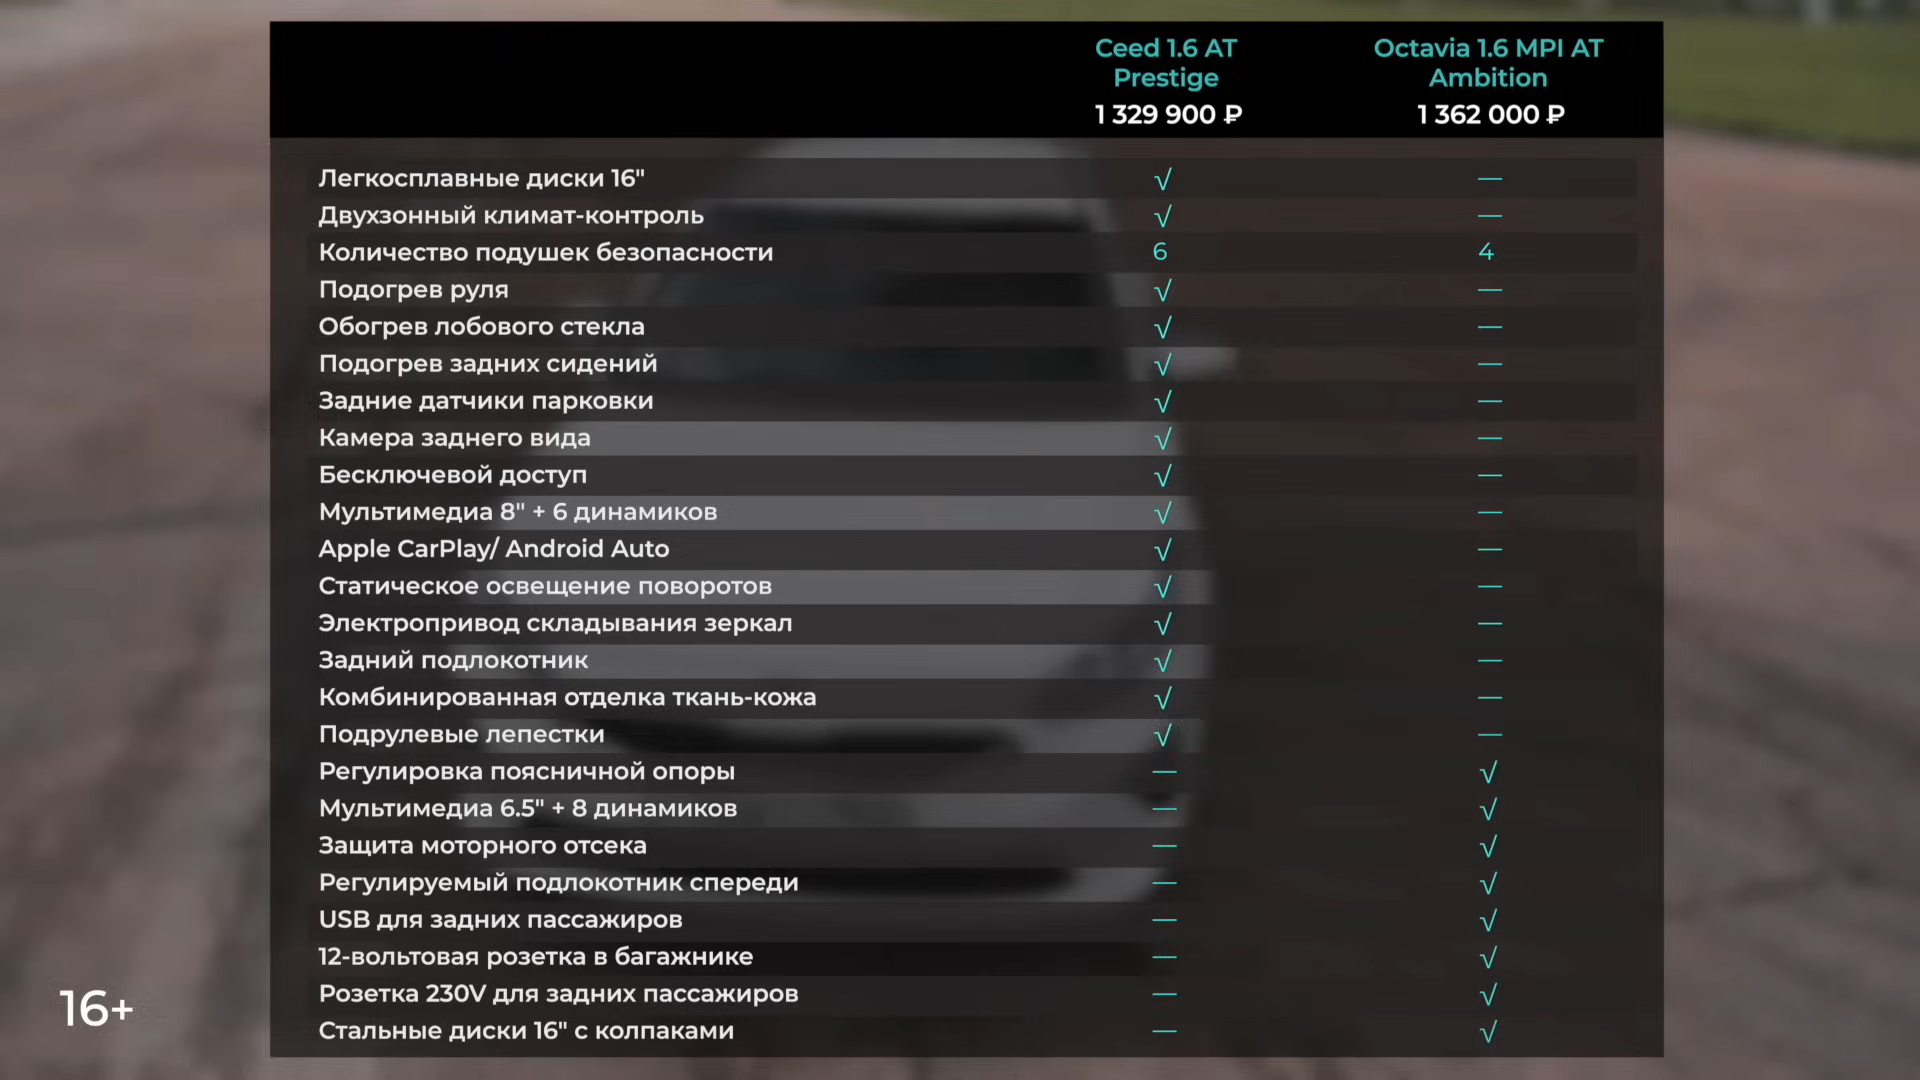 Ceed 1.6 AT Octavia 1.6 MPI AT
Prestige Ambition
1 329 900 ₽ 1 362 000 ₽
Легкосплавные диски 16" √ —
Двухзонный климат-контроль √ —
Количество подушек безопасности 6 4
Подогрев руля √ —
Обогрев лобового стекла √ —
Подогрев задних сидений √ —
Задние датчики парковки √ —
Камера заднего вида √ —
Бесключевой доступ √ —
Мультимедиа 8" + 6 динамиков √ —
Apple CarPlay/ Android Auto √ —
Статическое освещение поворотов √ —
Электропривод складывания зеркал √ —
Задний подлокотник √ —
Комбинированная отделка ткань-кожа √ —
Подрулевые лепестки √ —
Регулировка поясничной опоры — √
Мультимедиа 6.5" + 8 динамиков — √
Защита моторного отсека — √
Регулируемый подлокотник спереди — √
USB для задних пассажиров — √
12-вольтовая розетка в багажнике — √
Розетка 230V для задних пассажиров — √
Стальные диски 16" с колпаками — √
16+